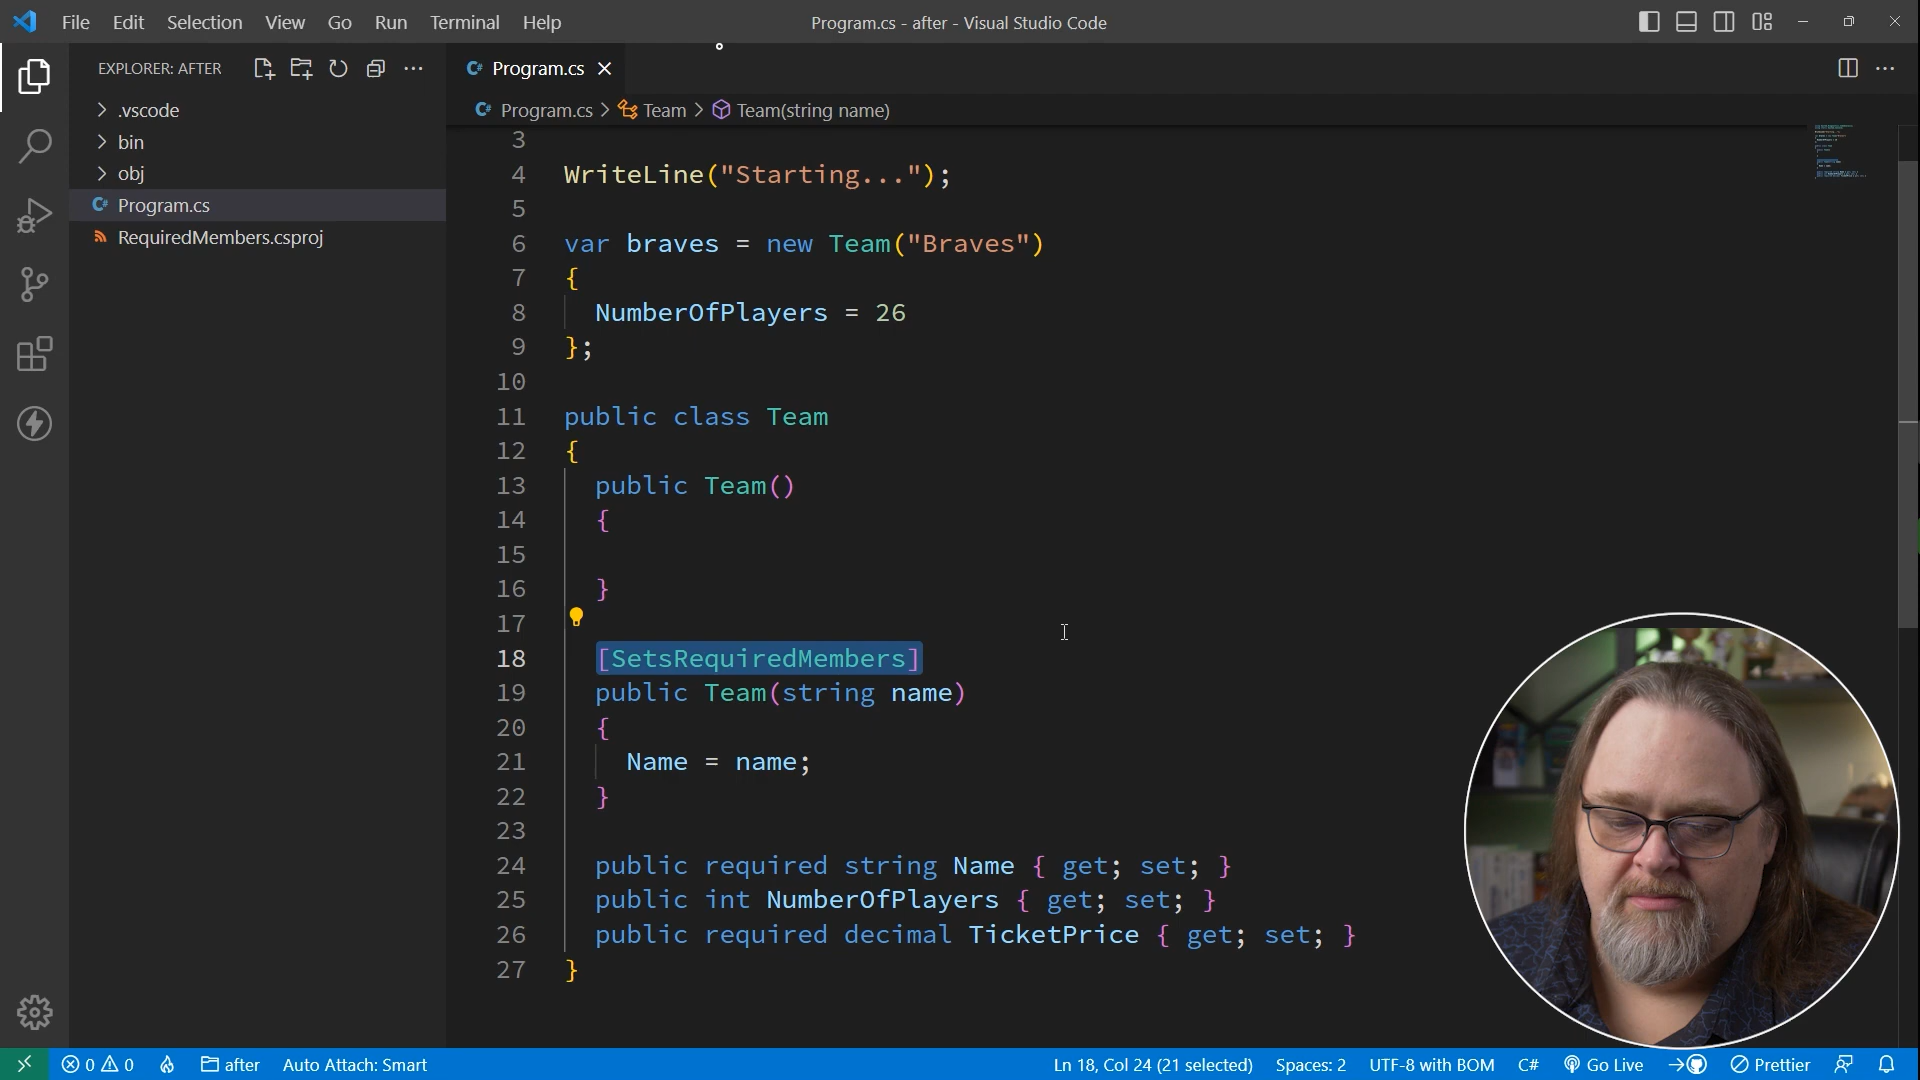 File Edit Selection View Go Run Terminal Help
Program.cs - after - Visual Studio Code
EXPLORER: AFTER
.vscode
bin
obj
C# Program.cs
RequiredMembers.csproj
C# Program.cs
C# Program.cs > Team > Team(string name)
3
4 WriteLine("Starting...");
5
6 var braves = new Team("Braves")
7 {
8 NumberOfPlayers = 26
9 };
10
11 public class Team
12 {
13 public Team()
14 {
15
16 }
17
18 [SetsRequiredMembers]
19 public Team(string name)
20 {
21 Name = name;
22 }
23
24 public required string Name { get; set; }
25 public int NumberOfPlayers { get; set; }
26 public required decimal TicketPrice { get; set; }
27 }
0 0 after Auto Attach: Smart Ln 18, Col 24 (21 selected) Spaces: 2 UTF-8 with BOM C# Go Live Prettier